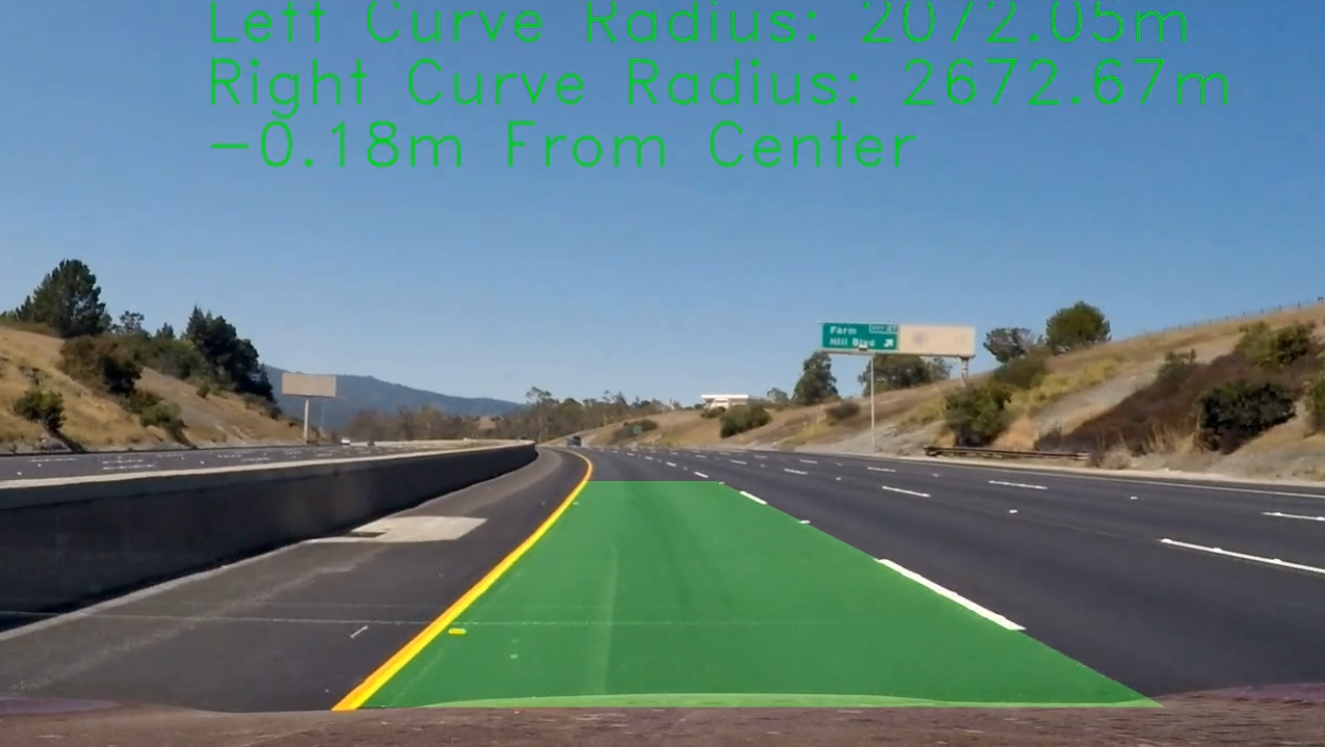 Left Curve Radius: 2072.05m
Right Curve Radius: 2672.67m
-0.18m From Center
Farm
Hill Blvd